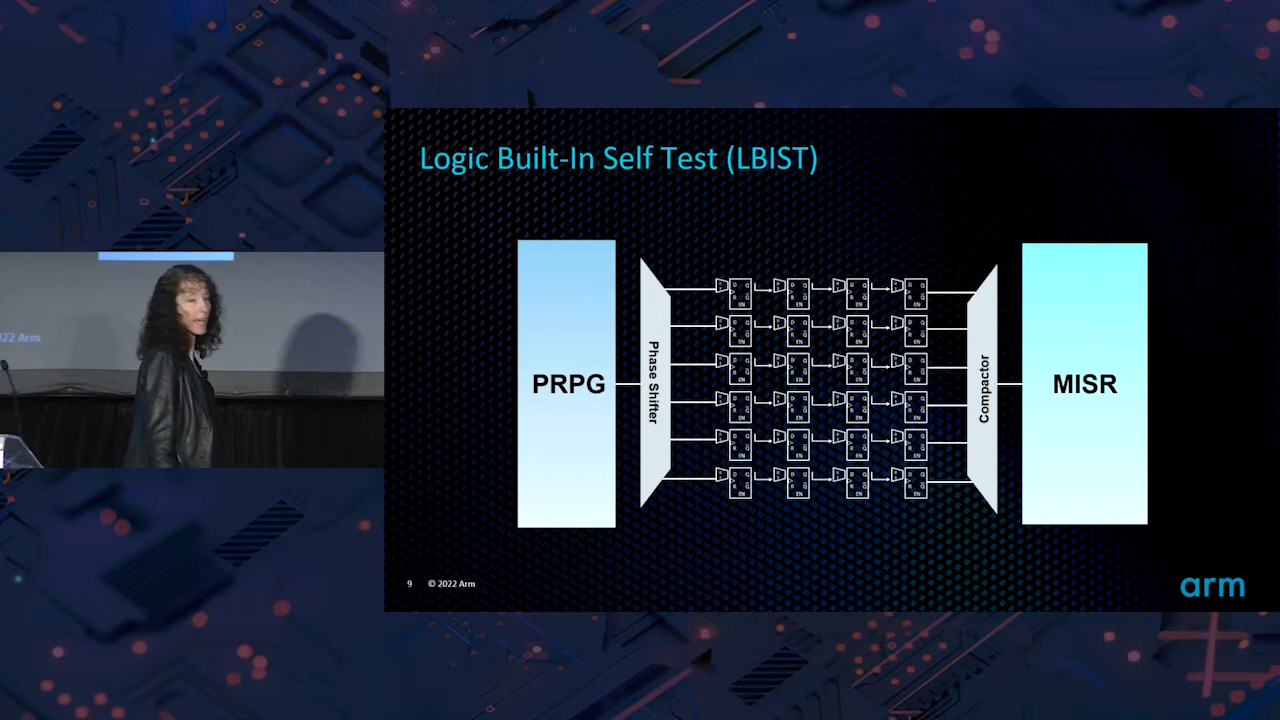 Logic Built-In Self Test (LBIST)
PRPG
Phase Shifter
Compactor
MISR
9 © 2022 Arm
arm
2022 Arm